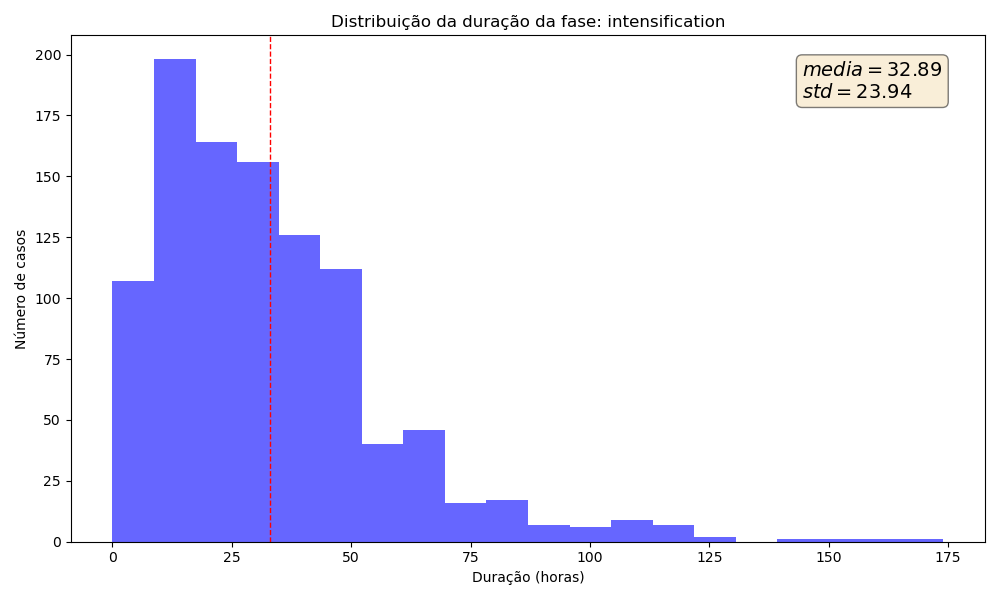 Distribuição da duração da fase: intensification
media = 32.89
std = 23.94
Número de casos
200
175
150
125
100
75
50
25
0
0 25 50 75 100 125 150 175
Duração (horas)